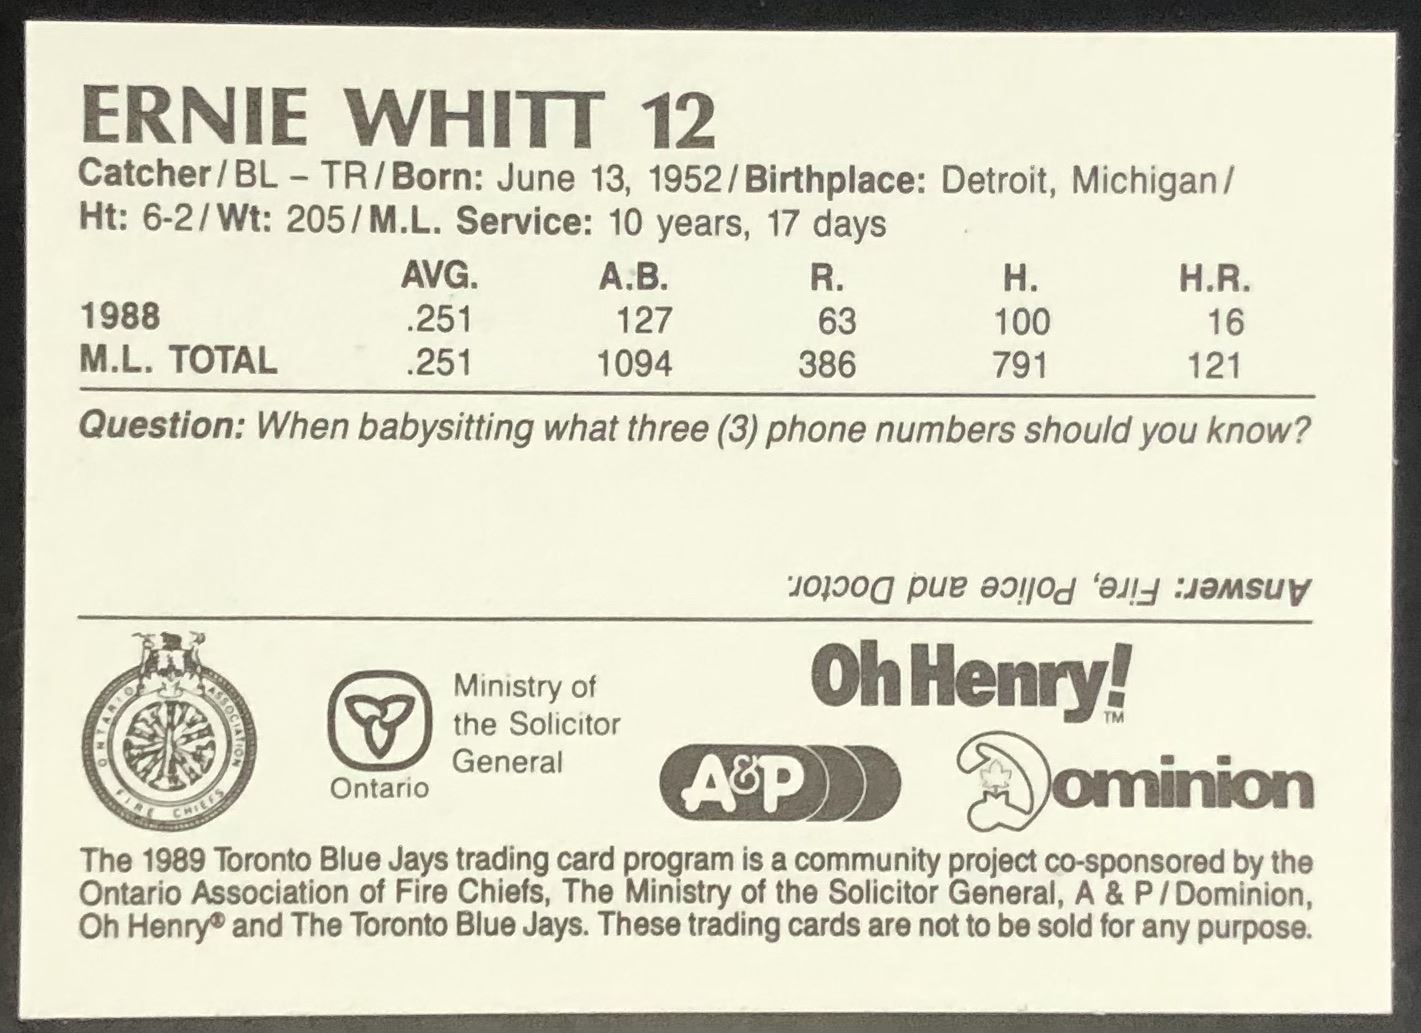 ERNIE WHITT 12
Catcher/BL – TR/Born: June 13, 1952/Birthplace: Detroit, Michigan/
Ht: 6-2/Wt: 205/M.L. Service: 10 years, 17 days
AVG. A.B. R. H. H.R.
1988 .251 127 63 100 16
M.L. TOTAL .251 1094 386 791 121
Question: When babysitting what three (3) phone numbers should you know?
Answer: Fire, Police and Doctor.
ONTARIO ASSOCIATION
FIRE CHIEFS
Ontario
Ministry of
the Solicitor
General
Oh Henry!
TM
A&P
Dominion
The 1989 Toronto Blue Jays trading card program is a community project co-sponsored by the
Ontario Association of Fire Chiefs, The Ministry of the Solicitor General, A & P/Dominion,
Oh Henry® and The Toronto Blue Jays. These trading cards are not to be sold for any purpose.